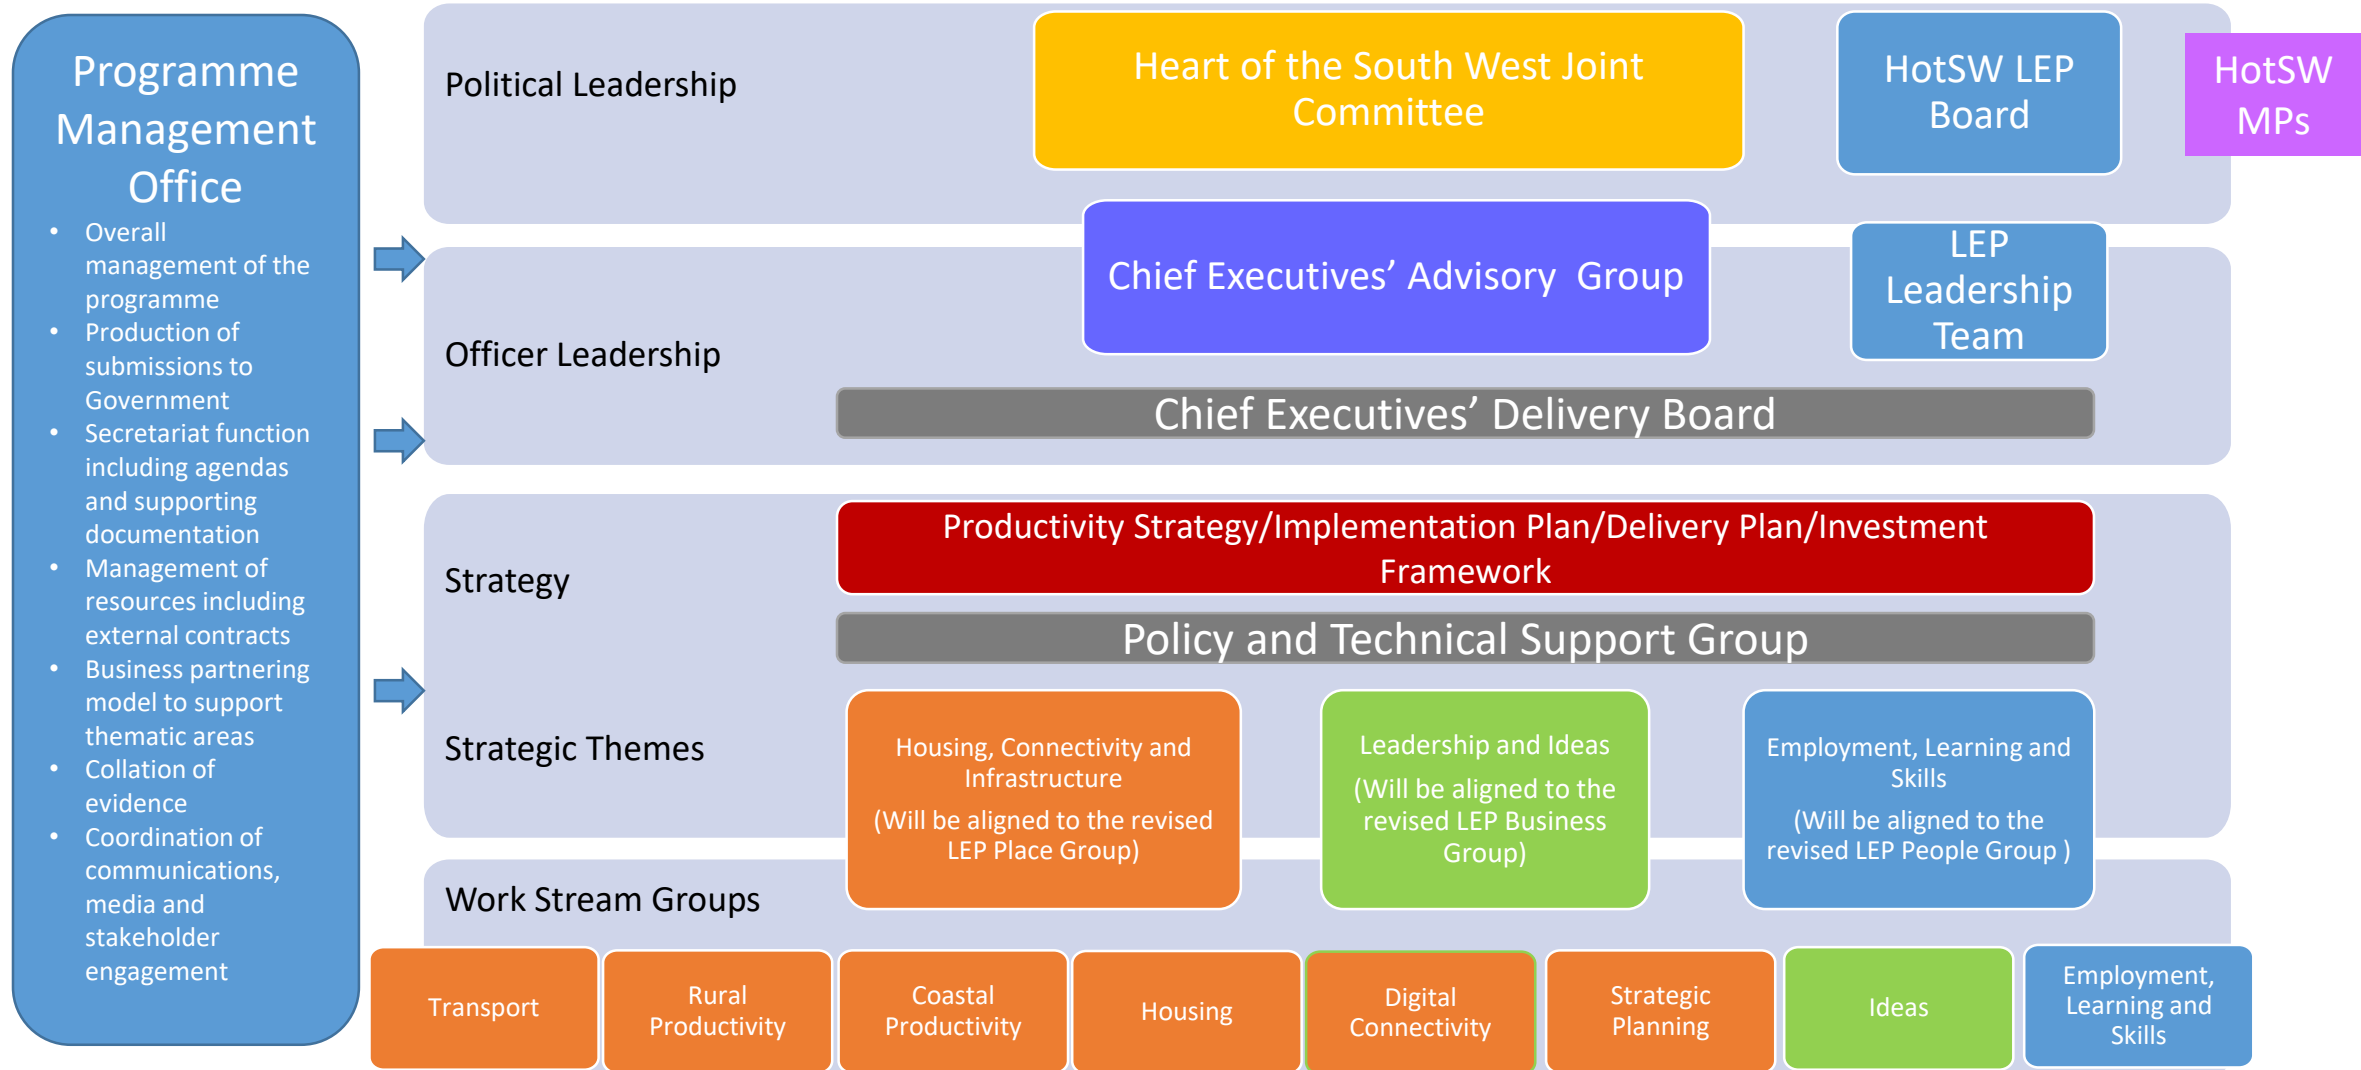 Programme
Management
Office
• Overall
management of the
programme
• Production of
submissions to
Government
• Secretariat function
including agendas
and supporting
documentation
• Management of
resources including
external contracts
• Business partnering
model to support
thematic areas
• Collation of
evidence
• Coordination of
communications,
media and
stakeholder
engagement
Political Leadership
Heart of the South West Joint
Committee
HotSW LEP
Board
HotSW
MPs
Officer Leadership
Chief Executives’ Advisory  Group
LEP
Leadership
Team
Chief Executives’ Delivery Board
Strategy
Productivity Strategy/Implementation Plan/Delivery Plan/Investment
Framework
Policy and Technical Support Group
Strategic Themes
Housing, Connectivity and
Infrastructure
(Will be aligned to the revised
LEP Place Group)
Leadership and Ideas
(Will be aligned to the
revised LEP Business
Group)
Employment, Learning and
Skills
(Will be aligned to the
revised LEP People Group )
Work Stream Groups
Transport
Rural
Productivity
Coastal
Productivity
Housing
Digital
Connectivity
Strategic
Planning
Ideas
Employment,
Learning and
Skills